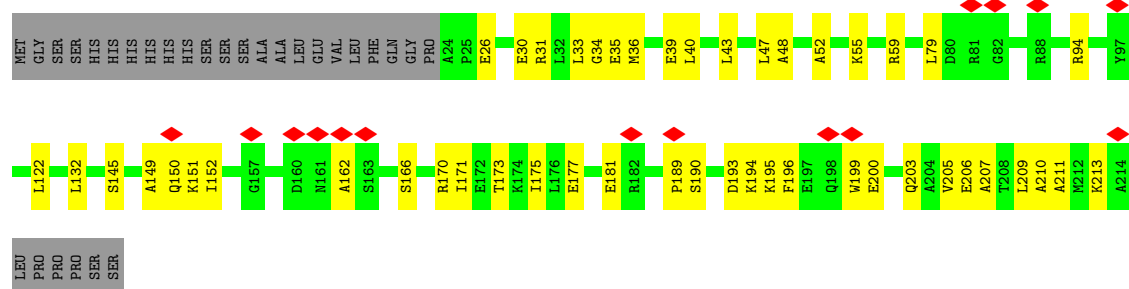 MET GLY SER SER HIS HIS HIS HIS HIS HIS SER SER SER ALA ALA LEU GLU VAL LEU PHE GLN GLY PRO A24 P25 E26 E30 R31 L32 L33 G34 E35 M36 E39 L40 L43 L47 A48 A52 K55 R59 L79 D80 R81 G82 R88 R94 Y97
L122 L132 S145 A149 Q150 K151 I152 G157 D160 N161 A162 S163 S166 R170 I171 E172 T173 K174 I175 L176 E177 E181 R182 P189 S190 D193 K194 K195 F196 E197 Q198 W199 E200 Q203 A204 V205 E206 A207 T208 L209 A210 A211 M212 K213 A214
LEU PRO PRO PRO SER SER